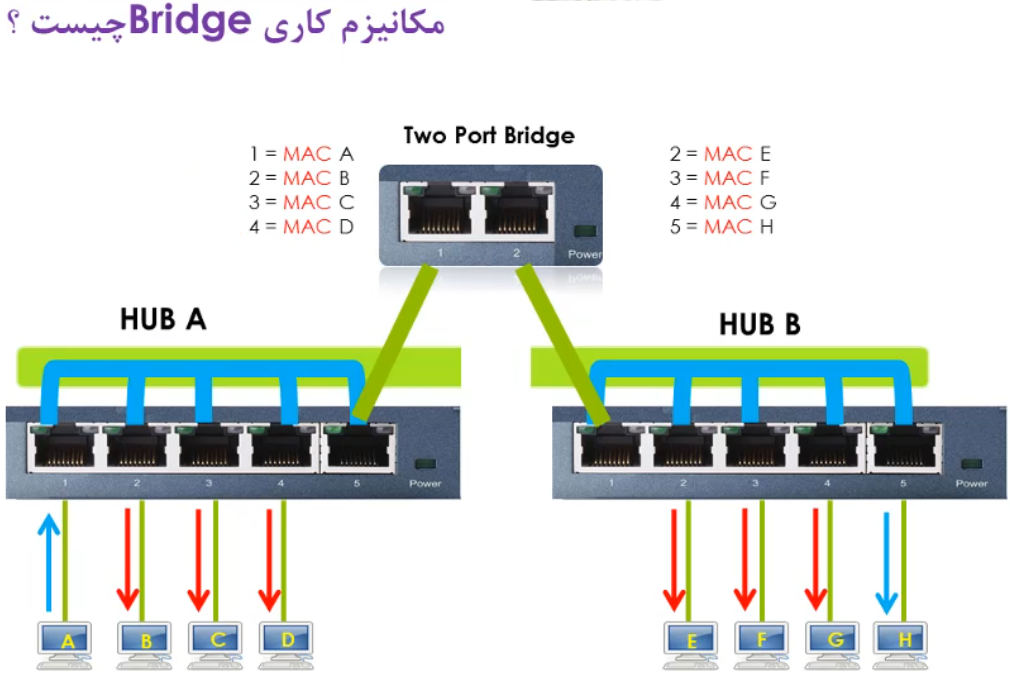 مکانیزم کاری Bridge چیست ؟
Two Port Bridge
1 = MAC A
2 = MAC B
3 = MAC C
4 = MAC D
2 = MAC E
3 = MAC F
4 = MAC G
5 = MAC H
1 2 Power
HUB A
HUB B
1 2 3 4 5 Power
1 2 3 4 5 Power
A B C D
E F G H